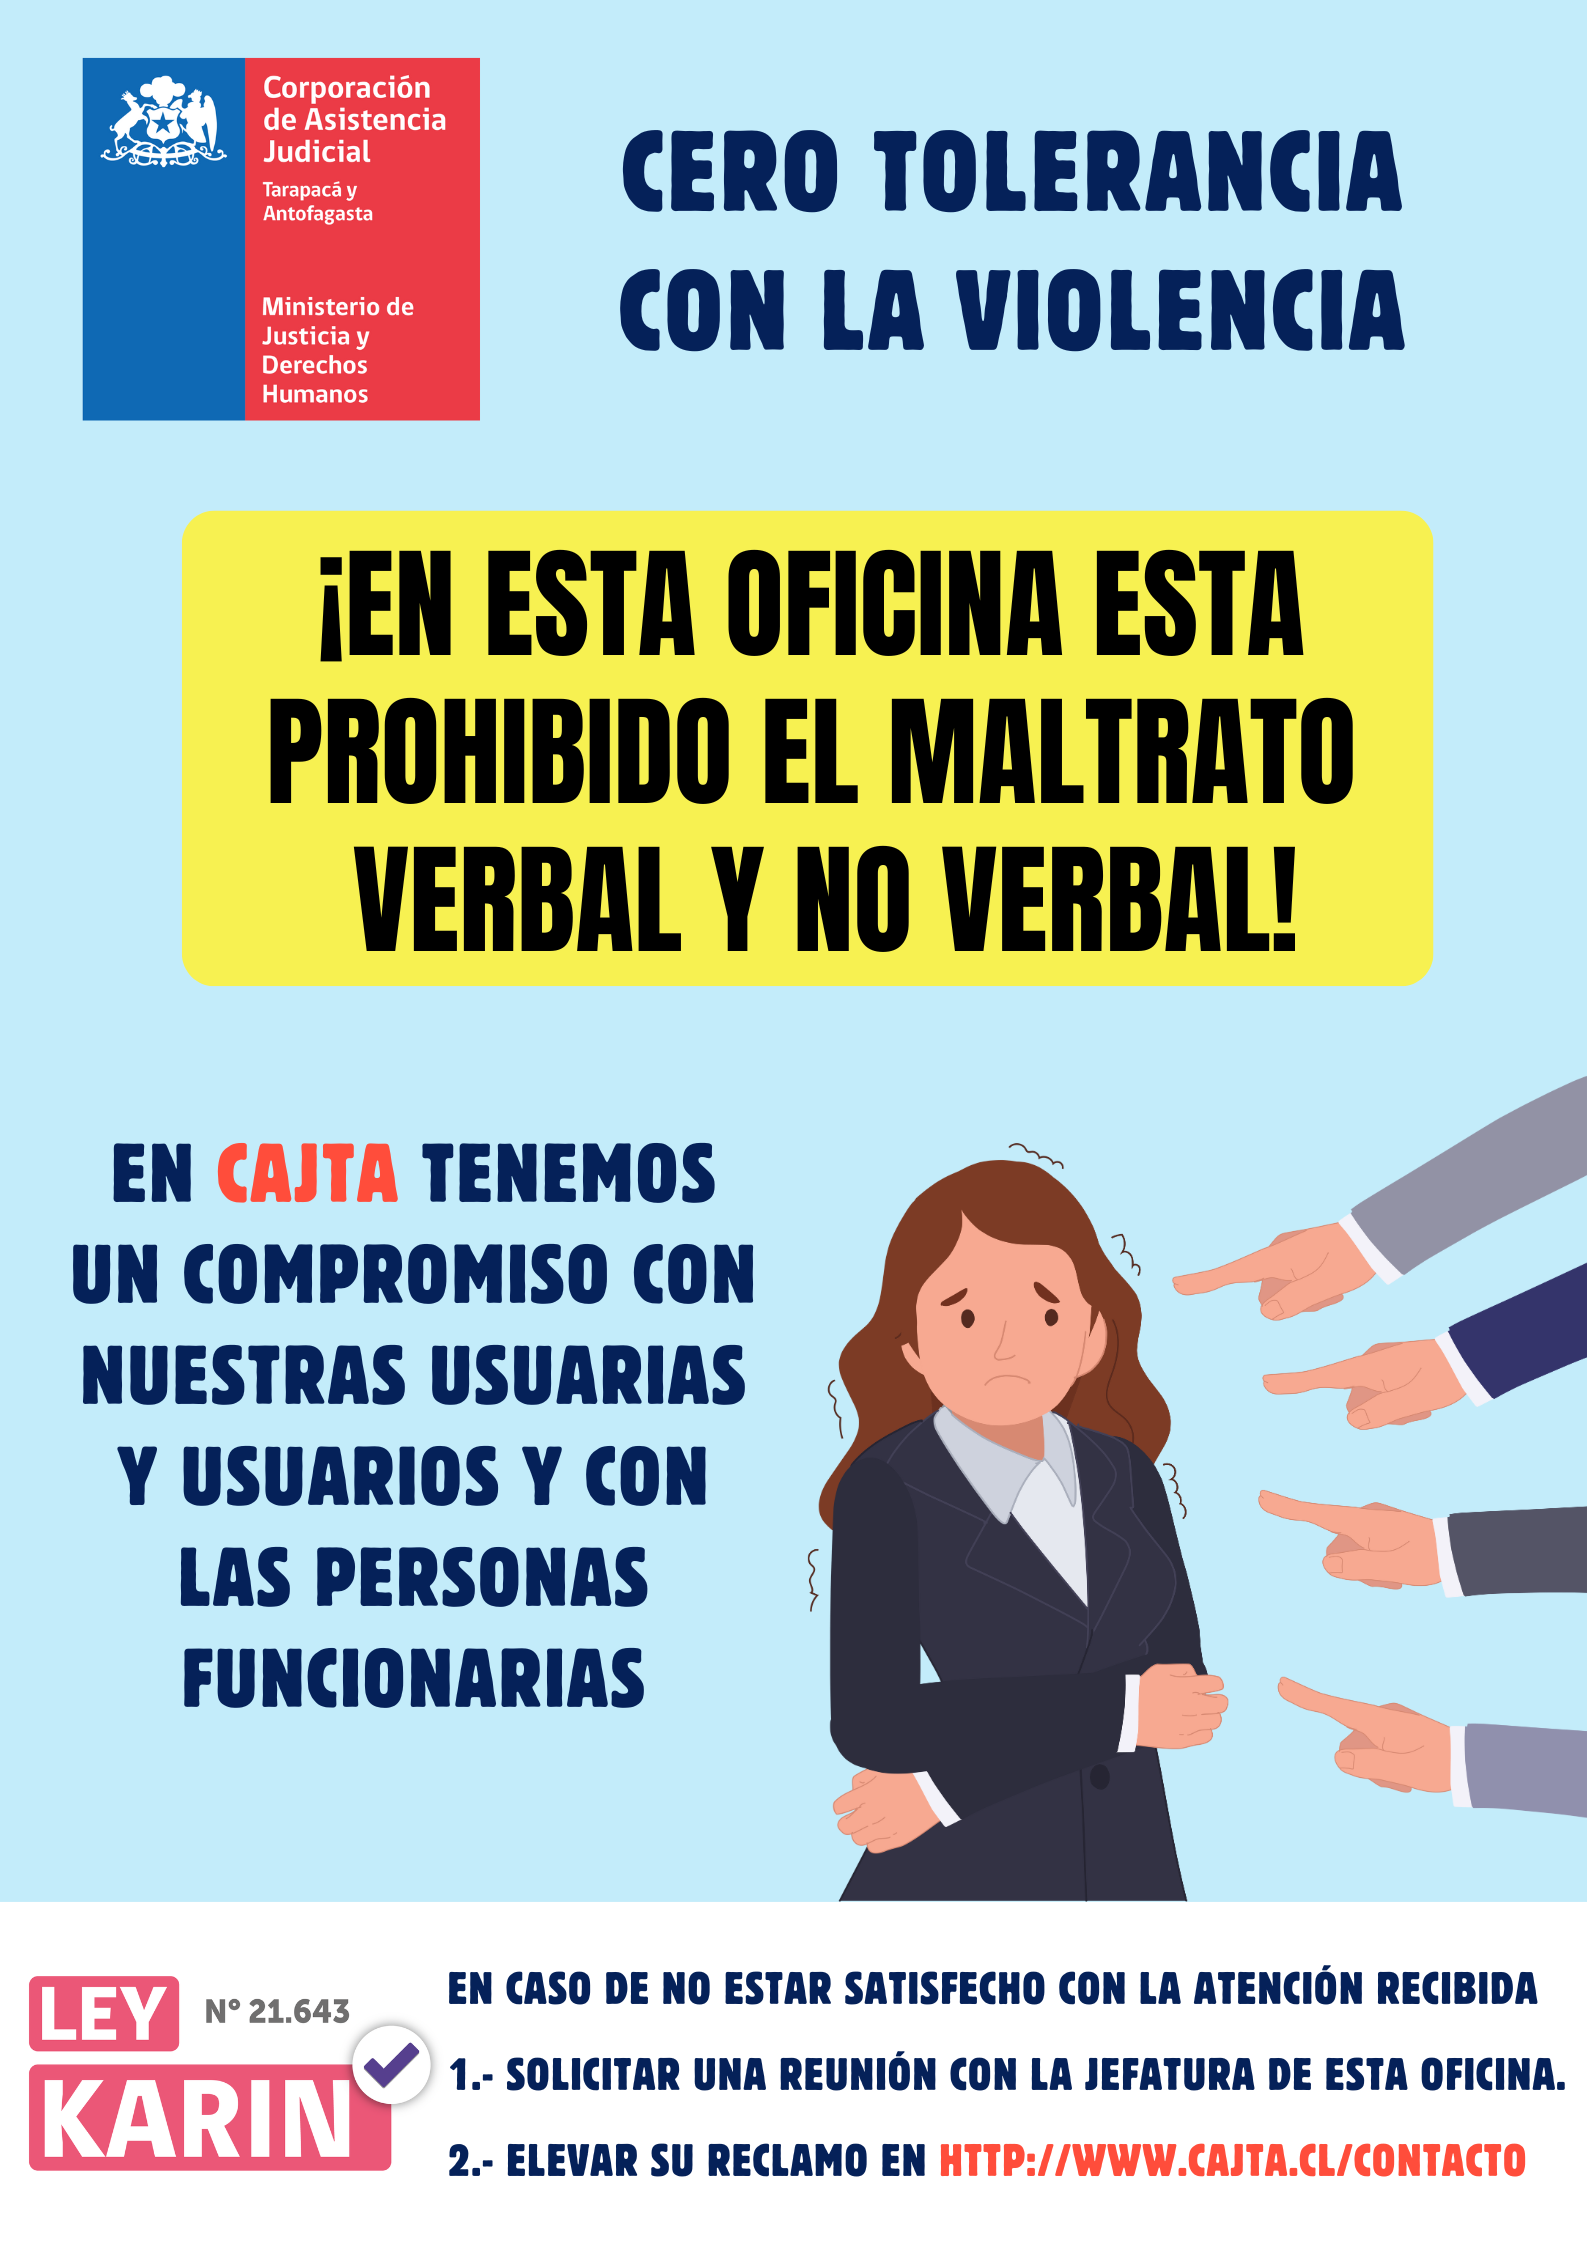 Corporación
de Asistencia
Judicial
Tarapacá y
Antofagasta
Ministerio de
Justicia y
Derechos
Humanos
CERO TOLERANCIA
CON LA VIOLENCIA
¡EN ESTA OFICINA ESTA
PROHIBIDO EL MALTRATO
VERBAL Y NO VERBAL!
EN CAJTA TENEMOS
UN COMPROMISO CON
NUESTRAS USUARIAS
Y USUARIOS Y CON
LAS PERSONAS
FUNCIONARIAS
LEY N° 21.643
KARIN
EN CASO DE NO ESTAR SATISFECHO CON LA ATENCIÓN RECIBIDA
1.- SOLICITAR UNA REUNIÓN CON LA JEFATURA DE ESTA OFICINA.
2.- ELEVAR SU RECLAMO EN HTTP://WWW.CAJTA.CL/CONTACTO